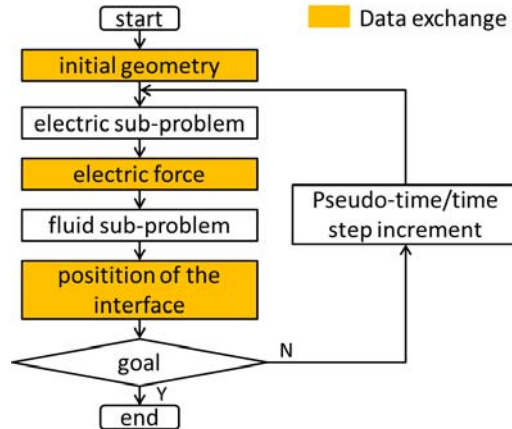 start
Data exchange
initial geometry
electric sub-problem
electric force
Pseudo-time/time
step increment
fluid sub-problem
positition of the
interface
goal
N
Y
end